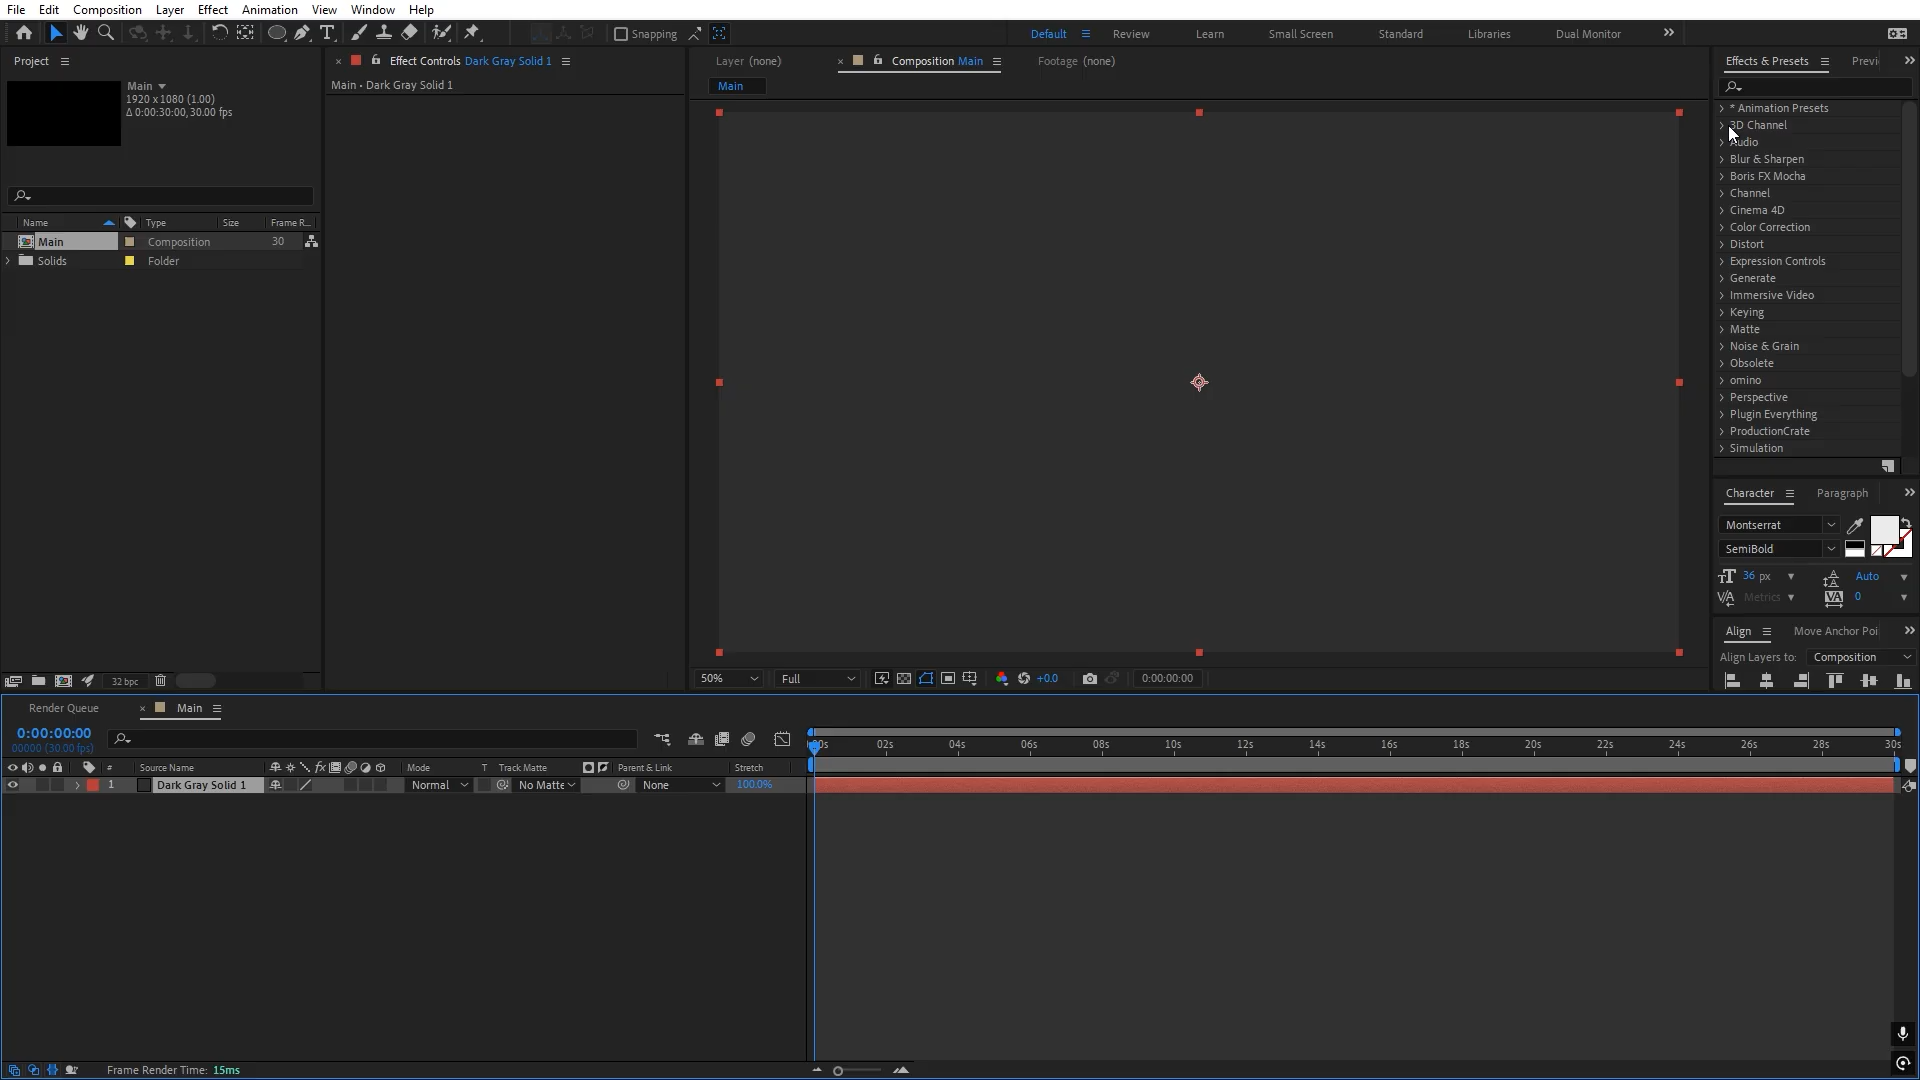 File Edit Composition Layer Effect Animation View Window Help
Snapping
Default Review Learn Small Screen Standard Libraries Dual Monitor
Project
Main
1920 x 1080 (1.00)
Δ 0:00:30:00, 30.00 fps
Name Type Size Frame R...
Main Composition 30
Solids Folder
32 bpc
Effect Controls Dark Gray Solid 1
Main • Dark Gray Solid 1
Layer (none) Composition Main Footage (none)
Main
50% Full +0.0 0:00:00:00
Effects & Presets Previ
* Animation Presets
3D Channel
Audio
Blur & Sharpen
Boris FX Mocha
Channel
Cinema 4D
Color Correction
Distort
Expression Controls
Generate
Immersive Video
Keying
Matte
Noise & Grain
Obsolete
omino
Perspective
Plugin Everything
ProductionCrate
Simulation
Character Paragraph
Montserrat
SemiBold
36 px Auto
Metrics 0
Align Move Anchor Poi
Align Layers to: Composition
Render Queue Main
0:00:00:00
00000 (30.00 fps)
02s 04s 06s 08s 10s 12s 14s 16s 18s 20s 22s 24s 26s 28s 30s
# Source Name fx Mode T Track Matte Parent & Link Stretch
1 Dark Gray Solid 1 Normal No Matte None 100.0%
Frame Render Time: 15ms